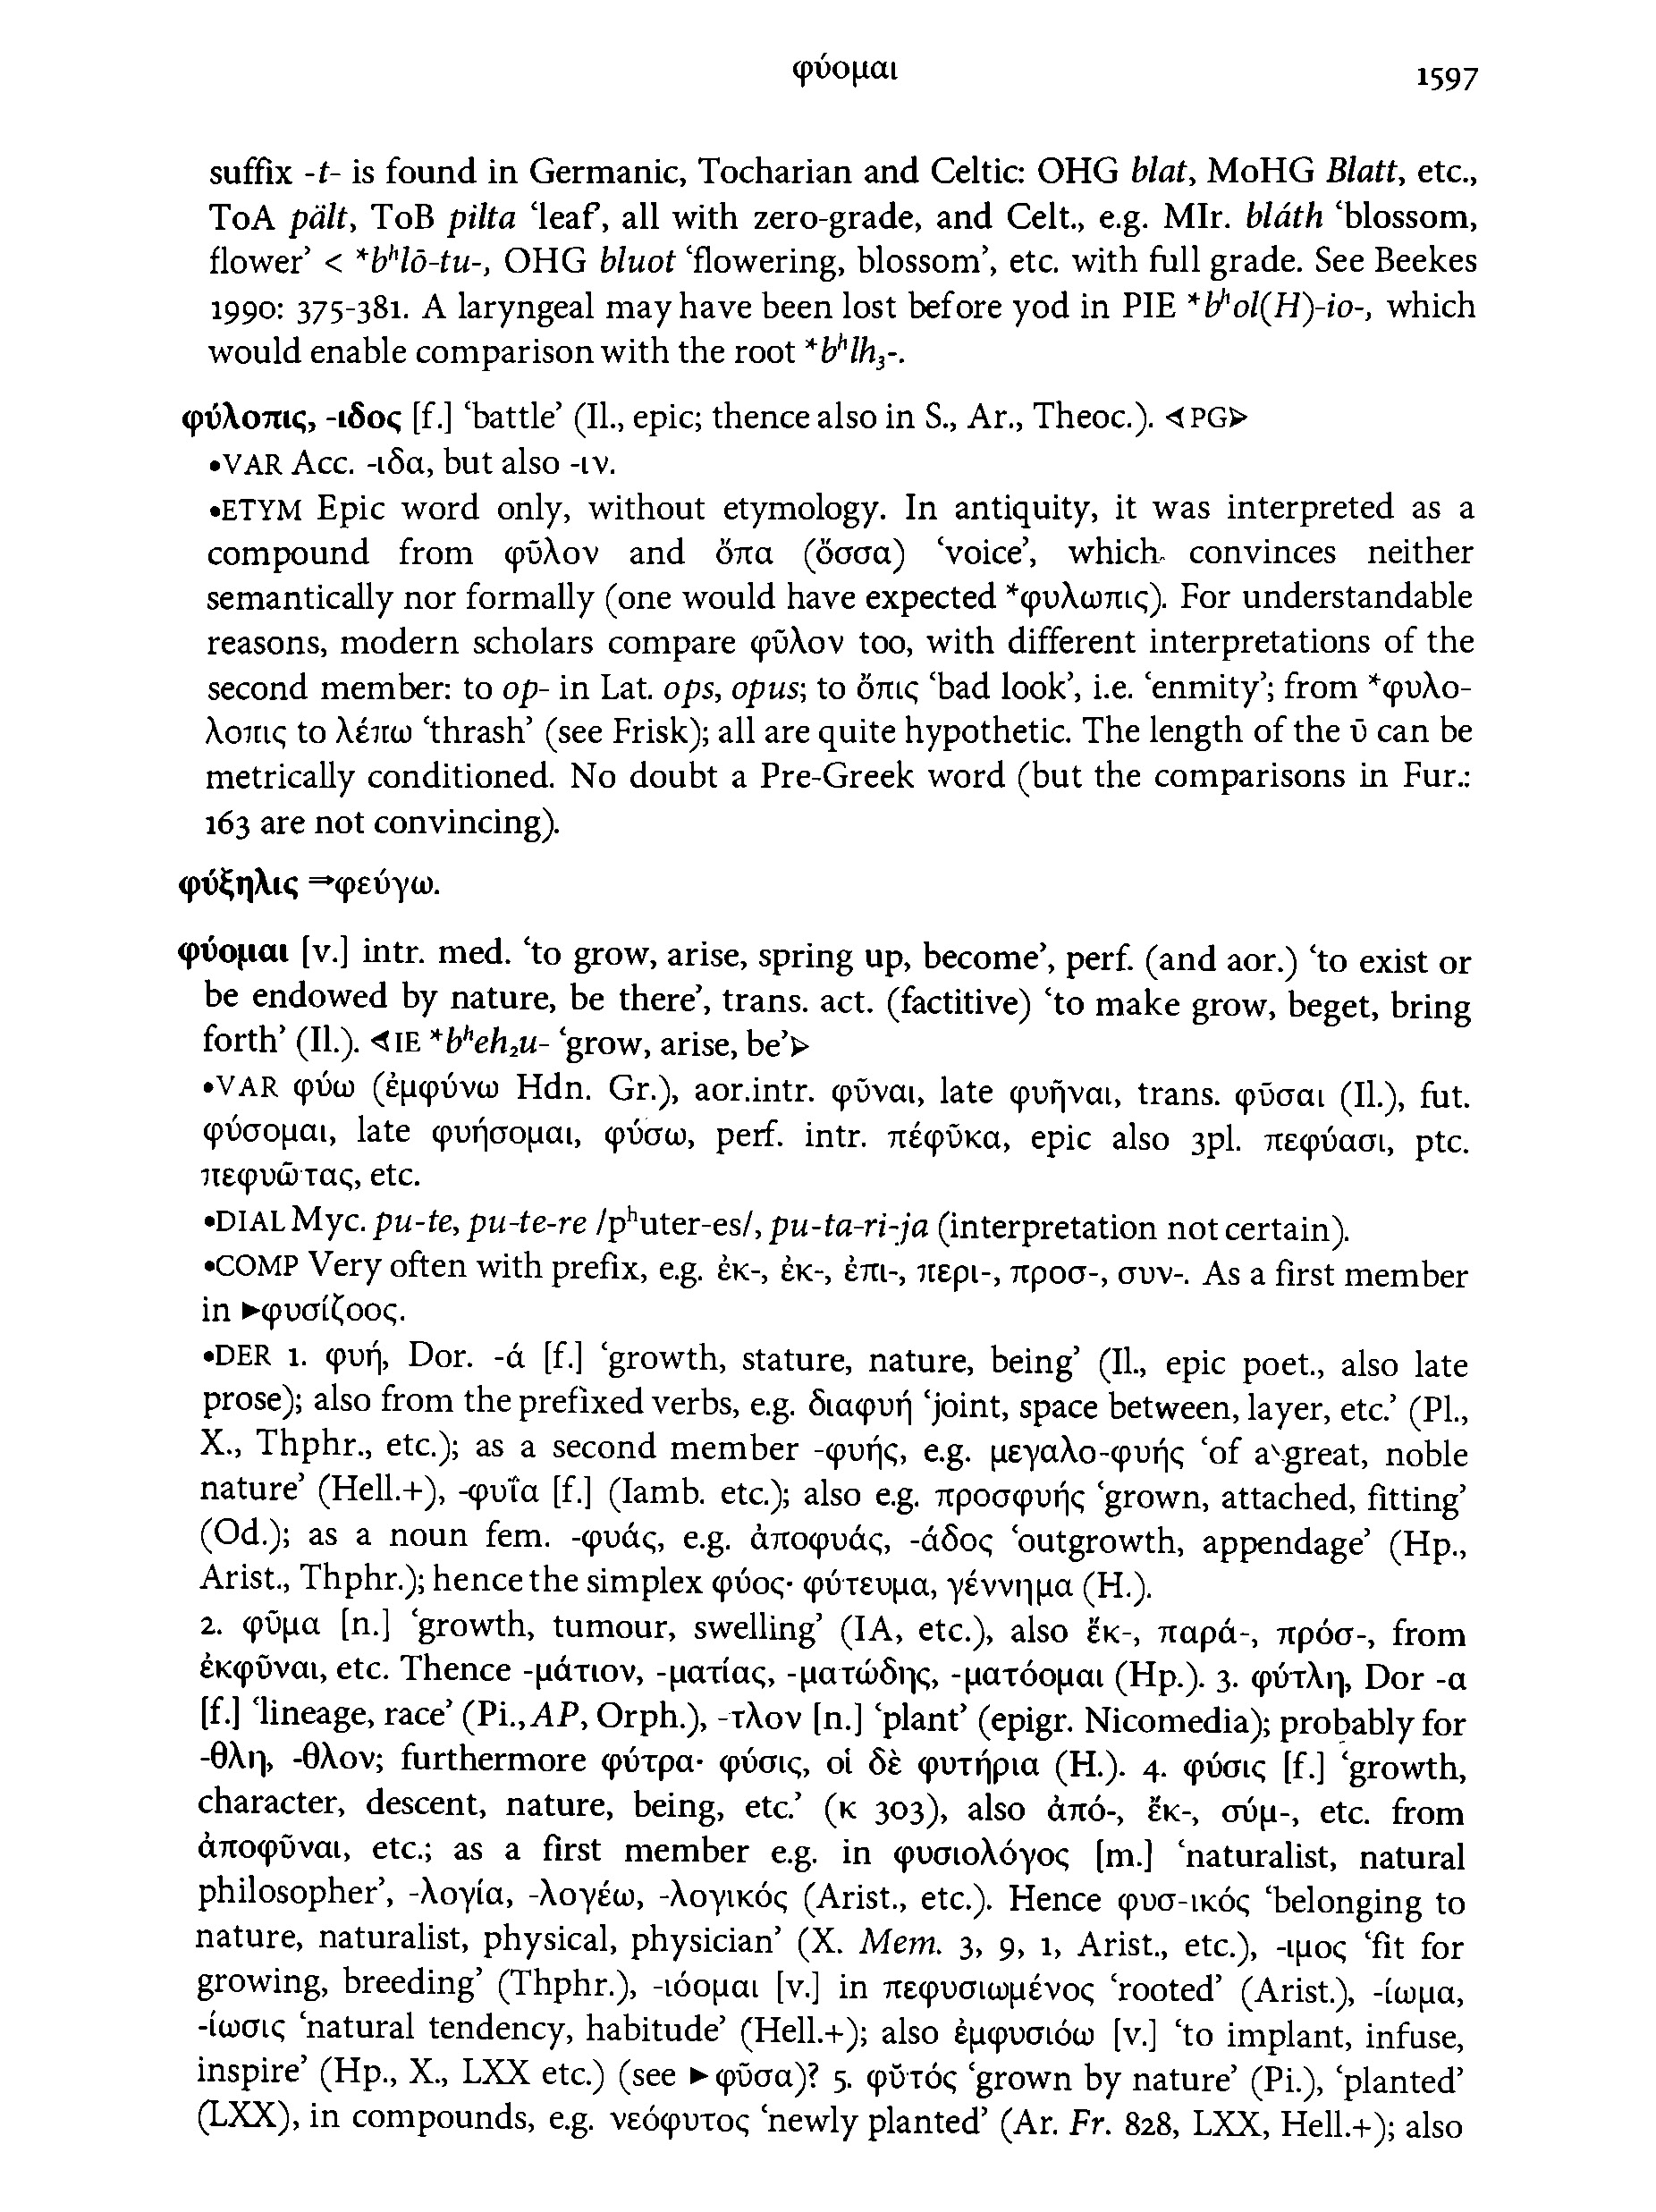 φύομαι
1597
suffix -t- is found in Germanic, Tocharian and Celtic: OHG blat, MoHG Blatt, etc.,
ToA pält, ToB pilta ‘leaf’, all with zero-grade, and Celt., e.g. MIr. bláth ‘blossom,
flower’ < *bʰlō-tu-, OHG bluot ‘flowering, blossom’, etc. with full grade. See Beekes
1990: 375-381. A laryngeal may have been lost before yod in PIE *bʰol(H)-io-, which
would enable comparison with the root *bʰlh₃-.
φύλοπις, -ιδος [f.] ‘battle’ (Il., epic; thence also in S., Ar., Theoc.). ⊲PG⊳
•VAR Acc. -ιδα, but also -ιν.
•ETYM Epic word only, without etymology. In antiquity, it was interpreted as a
compound from φῦλον and ὄπα (ὄσσα) ‘voice’, which convinces neither
semantically nor formally (one would have expected *φυλωπις). For understandable
reasons, modern scholars compare φῦλον too, with different interpretations of the
second member: to op- in Lat. ops, opus; to ὄπις ‘bad look’, i.e. ‘enmity’; from *φυλο-
λοπις to λέπω ‘thrash’ (see Frisk); all are quite hypothetic. The length of the ῡ can be
metrically conditioned. No doubt a Pre-Greek word (but the comparisons in Fur.:
163 are not convincing).
φύξηλις ⇒φεύγω.
φύομαι [v.] intr. med. ‘to grow, arise, spring up, become’, perf. (and aor.) ‘to exist or
be endowed by nature, be there’, trans. act. (factitive) ‘to make grow, beget, bring
forth’ (Il.). ⊲IE *bʰeh₂u- ‘grow, arise, be’⊳
•VAR φύω (ἐμφύνω Hdn. Gr.), aor.intr. φῦναι, late φυῆναι, trans. φῦσαι (Il.), fut.
φύσομαι, late φυήσομαι, φύσω, perf. intr. πέφῡκα, epic also 3pl. πεφύασι, ptc.
πεφυῶτας, etc.
•DIAL Myc. pu-te, pu-te-re /pʰuter-es/, pu-ta-ri-ja (interpretation not certain).
•COMP Very often with prefix, e.g. ἐκ-, ἐκ-, ἐπι-, περι-, προσ-, συν-. As a first member
in ►φυσίζοος.
•DER 1. φυή, Dor. -ά [f.] ‘growth, stature, nature, being’ (Il., epic poet., also late
prose); also from the prefixed verbs, e.g. διαφυή ‘joint, space between, layer, etc.’ (Pl.,
X., Thphr., etc.); as a second member -φυής, e.g. μεγαλο-φυής ‘of a great, noble
nature’ (Hell.+), -φυΐα [f.] (Iamb. etc.); also e.g. προσφυής ‘grown, attached, fitting’
(Od.); as a noun fem. -φυάς, e.g. ἀποφυάς, -άδος ‘outgrowth, appendage’ (Hp.,
Arist., Thphr.); hence the simplex φύος· φύτευμα, γέννημα (H.).
2. φῦμα [n.] ‘growth, tumour, swelling’ (IA, etc.), also ἔκ-, παρά-, πρόσ-, from
ἐκφῦναι, etc. Thence -μάτιον, -ματίας, -ματώδης, -ματόομαι (Hp.). 3. φύτλη, Dor -α
[f.] ‘lineage, race’ (Pi., AP, Orph.), -τλον [n.] ‘plant’ (epigr. Nicomedia); probably for
-θλη, -θλον; furthermore φύτρα· φύσις, οἱ δὲ φυτήρια (H.). 4. φύσις [f.] ‘growth,
character, descent, nature, being, etc.’ (κ 303), also ἀπό-, ἔκ-, σύμ-, etc. from
ἀποφῦναι, etc.; as a first member e.g. in φυσιολόγος [m.] ‘naturalist, natural
philosopher’, -λογία, -λογέω, -λογικός (Arist., etc.). Hence φυσ-ικός ‘belonging to
nature, naturalist, physical, physician’ (X. Mem. 3, 9, 1, Arist., etc.), -ιμος ‘fit for
growing, breeding’ (Thphr.), -ιόομαι [v.] in πεφυσιωμένος ‘rooted’ (Arist.), -ίωμα,
-ίωσις ‘natural tendency, habitude’ (Hell.+); also ἐμφυσιόω [v.] ‘to implant, infuse,
inspire’ (Hp., X., LXX etc.) (see ►φῦσα)? 5. φῠτός ‘grown by nature’ (Pi.), ‘planted’
(LXX), in compounds, e.g. νεόφυτος ‘newly planted’ (Ar. Fr. 828, LXX, Hell.+); also